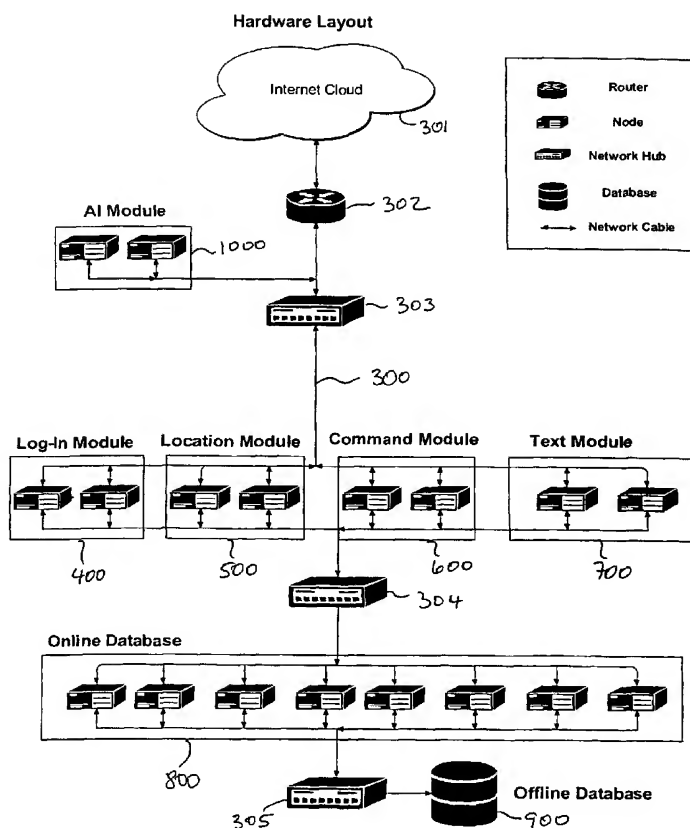 Hardware Layout
Internet Cloud
301
Router
Node
Network Hub
Database
Network Cable
302
AI Module
1000
303
300
Log-In Module
Location Module
Command Module
Text Module
400
500
600
700
304
Online Database
800
305
Offline Database
900